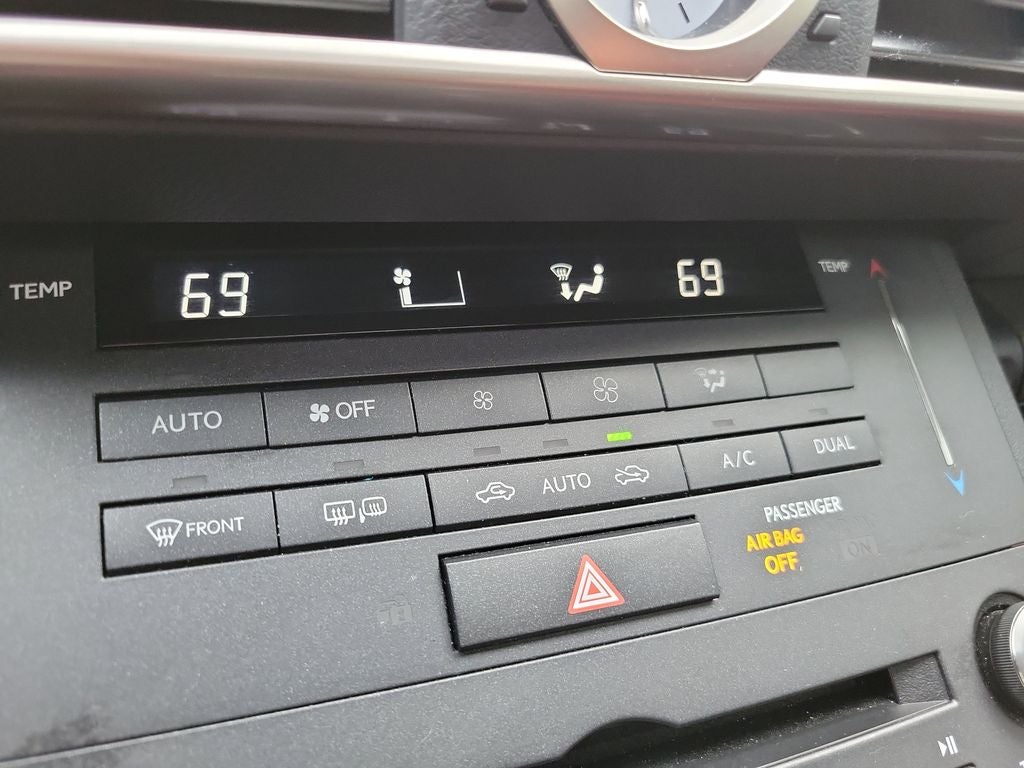 TEMP
69
69
TEMP
AUTO
OFF
FRONT
AUTO
A/C
DUAL
PASSENGER
AIR BAG
OFF
ON